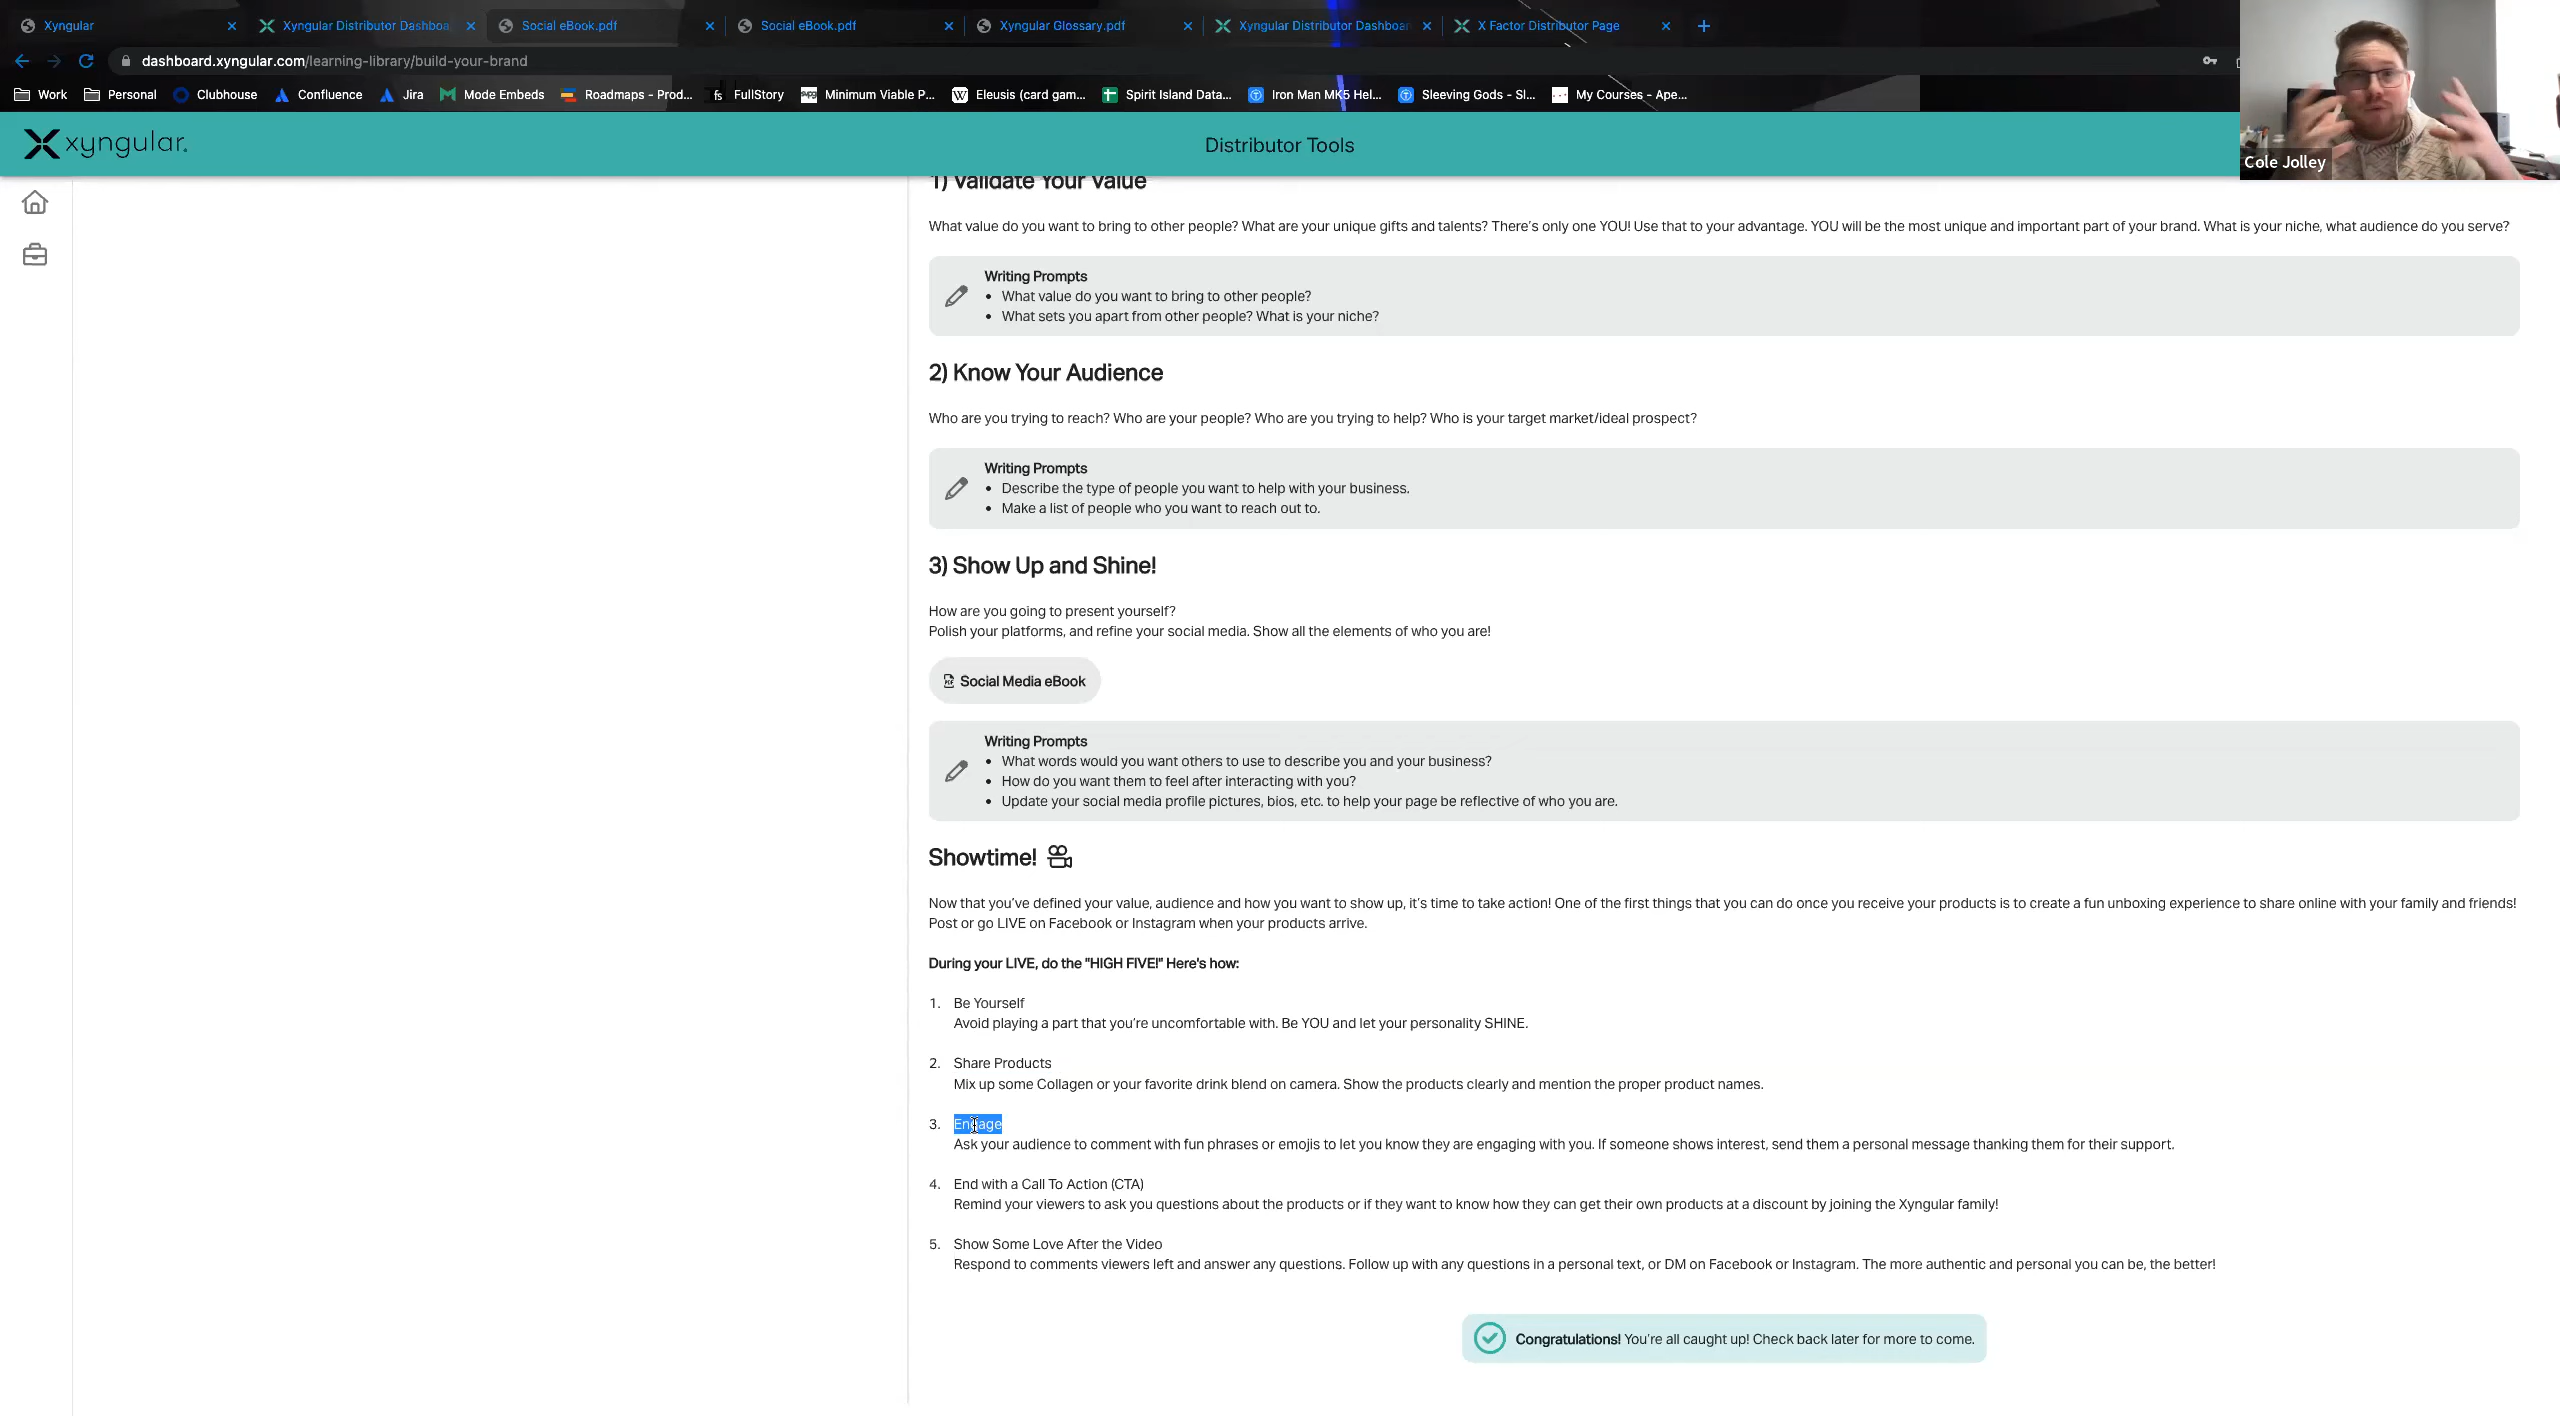 Xyngular
Xyngular Distributor Dashboa
Social eBook.pdf
Social eBook.pdf
Xyngular Glossary.pdf
Xyngular Distributor Dashboar
X Factor Distributor Page
dashboard.xyngular.com/learning-library/build-your-brand
Work
Personal
Clubhouse
Confluence
Jira
Mode Embeds
Roadmaps - Prod...
FullStory
Minimum Viable P...
Eleusis (card gam...
Spirit Island Data...
Iron Man MK5 Hel...
Sleeving Gods - Sl...
My Courses - Ape...
xyngular.
Distributor Tools
Cole Jolley
1) Validate Your Value
What value do you want to bring to other people? What are your unique gifts and talents? There's only one YOU! Use that to your advantage. YOU will be the most unique and important part of your brand. What is your niche, what audience do you serve?
Writing Prompts
• What value do you want to bring to other people?
• What sets you apart from other people? What is your niche?
2) Know Your Audience
Who are you trying to reach? Who are your people? Who are you trying to help? Who is your target market/ideal prospect?
Writing Prompts
• Describe the type of people you want to help with your business.
• Make a list of people who you want to reach out to.
3) Show Up and Shine!
How are you going to present yourself?
Polish your platforms, and refine your social media. Show all the elements of who you are!
Social Media eBook
Writing Prompts
• What words would you want others to use to describe you and your business?
• How do you want them to feel after interacting with you?
• Update your social media profile pictures, bios, etc. to help your page be reflective of who you are.
Showtime!
Now that you've defined your value, audience and how you want to show up, it's time to take action! One of the first things that you can do once you receive your products is to create a fun unboxing experience to share online with your family and friends!
Post or go LIVE on Facebook or Instagram when your products arrive.
During your LIVE, do the "HIGH FIVE!" Here's how:
1. Be Yourself
Avoid playing a part that you're uncomfortable with. Be YOU and let your personality SHINE.
2. Share Products
Mix up some Collagen or your favorite drink blend on camera. Show the products clearly and mention the proper product names.
3. Engage
Ask your audience to comment with fun phrases or emojis to let you know they are engaging with you. If someone shows interest, send them a personal message thanking them for their support.
4. End with a Call To Action (CTA)
Remind your viewers to ask you questions about the products or if they want to know how they can get their own products at a discount by joining the Xyngular family!
5. Show Some Love After the Video
Respond to comments viewers left and answer any questions. Follow up with any questions in a personal text, or DM on Facebook or Instagram. The more authentic and personal you can be, the better!
Congratulations! You're all caught up! Check back later for more to come.